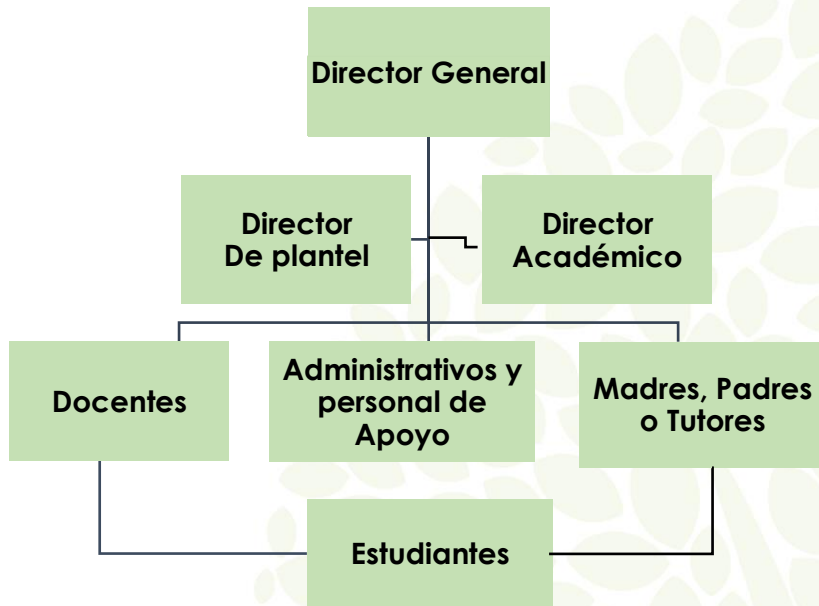 Director General
Director
De plantel
Director
Académico
Docentes
Administrativos y
personal de
Apoyo
Madres, Padres
o Tutores
Estudiantes